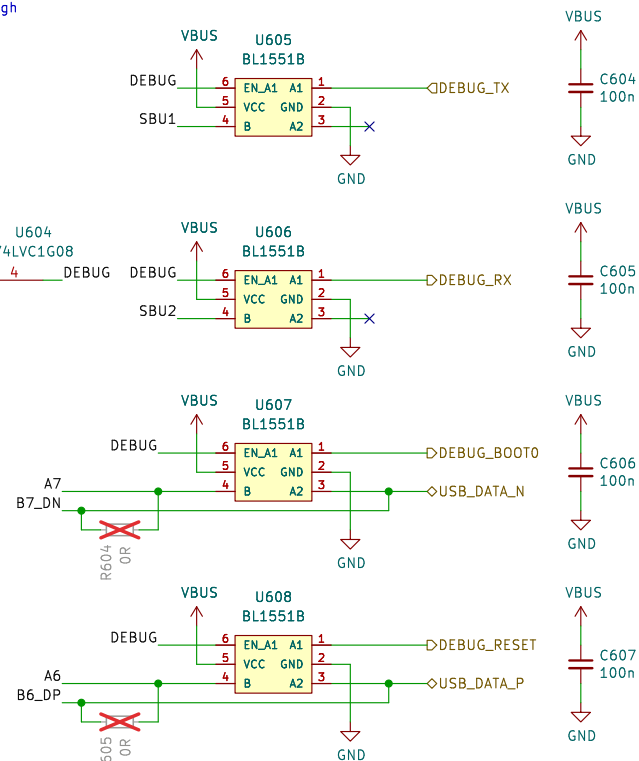 gh
VBUS
U605
BL1551B
DEBUG 6 EN_A1 A1 1 DEBUG_TX
5 VCC GND 2
SBU1 4 B A2 3
GND
VBUS
C604
100n
GND
U604
74LVC1G08
4 DEBUG
VBUS
U606
BL1551B
DEBUG 6 EN_A1 A1 1 DEBUG_RX
5 VCC GND 2
SBU2 4 B A2 3
GND
VBUS
C605
100n
GND
VBUS
U607
BL1551B
DEBUG 6 EN_A1 A1 1 DEBUG_BOOT0
5 VCC GND 2
A7 4 B A2 3 USB_DATA_N
B7_DN
R604
0R
GND
VBUS
C606
100n
GND
VBUS
U608
BL1551B
DEBUG 6 EN_A1 A1 1 DEBUG_RESET
5 VCC GND 2
A6 4 B A2 3 USB_DATA_P
B6_DP
605
0R
GND
VBUS
C607
100n
GND